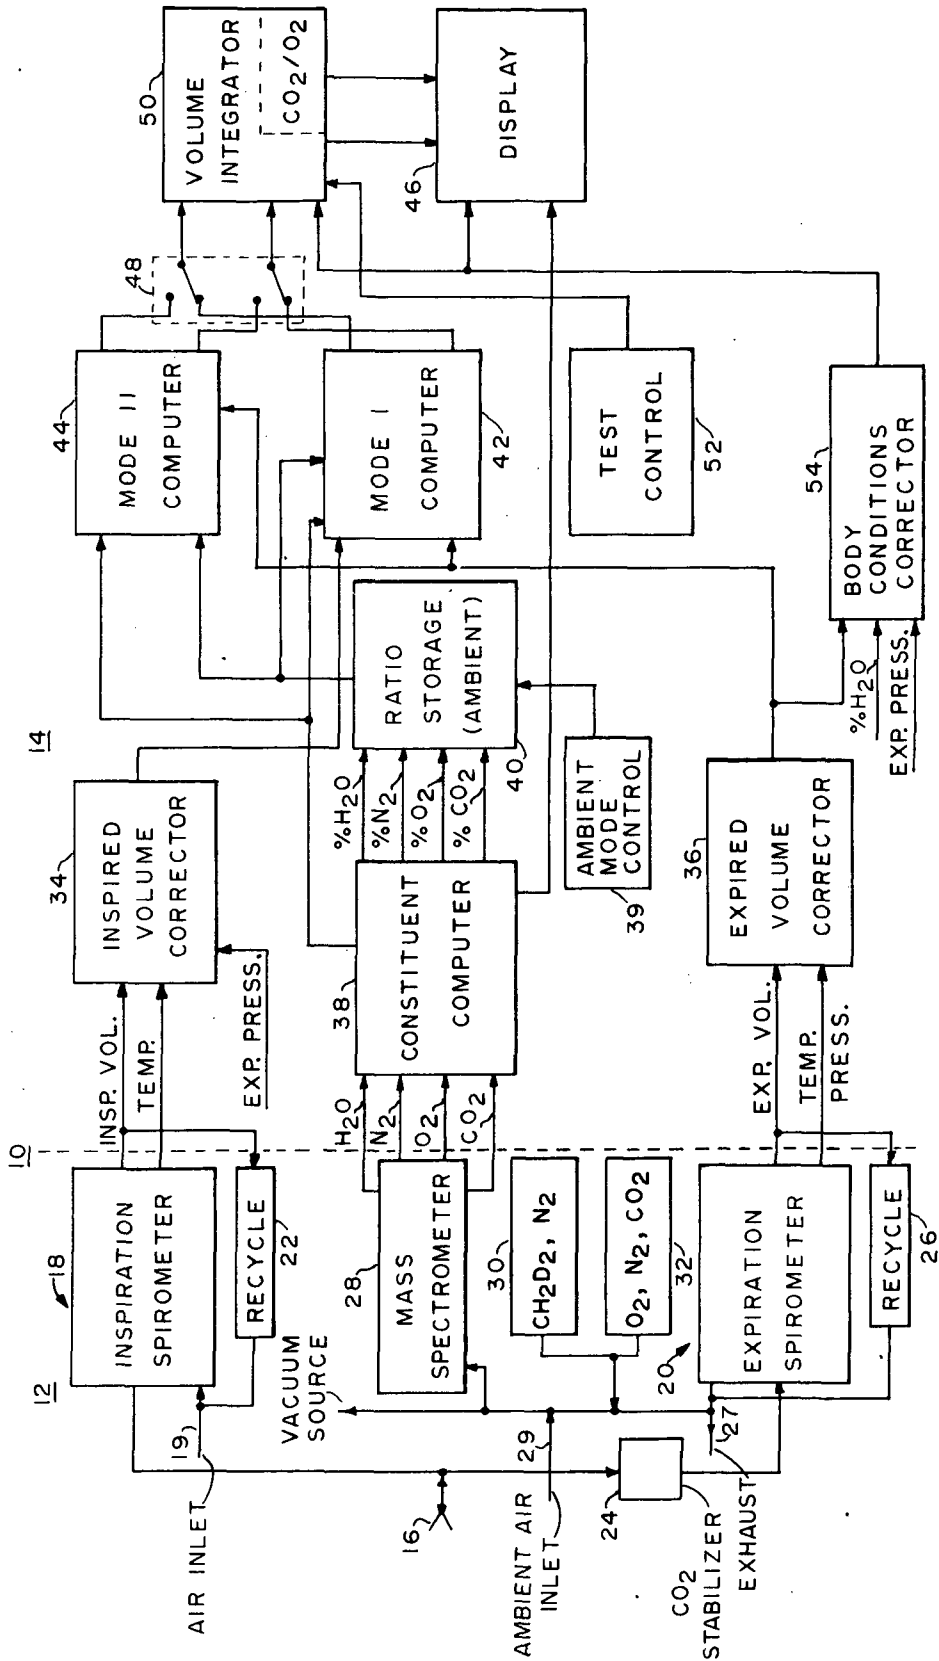 10
12
14
18
INSPIRATION
SPIROMETER
22
RECYCLE
19
AIR INLET
VACUUM
SOURCE
16
28
MASS
SPECTROMETER
30
CH2D2, N2
32
O2, N2, CO2
AMBIENT AIR
INLET
29
24
CO2
STABILIZER
27
EXHAUST
20
EXPIRATION
SPIROMETER
26
RECYCLE
INSP. VOL.
TEMP.
EXP. PRESS.
34
INSPIRED
VOLUME
CORRECTOR
H2O
N2
O2
CO2
38
CONSTITUENT
COMPUTER
%H2O
%N2
%O2
% CO2
RATIO
STORAGE
(AMBIENT)
40
AMBIENT
MODE
CONTROL
39
EXP. VOL.
TEMP.
PRESS.
36
EXPIRED
VOLUME
CORRECTOR
44
MODE II
COMPUTER
MODE I
COMPUTER
42
48
TEST
CONTROL
52
54
BODY
CONDITIONS
CORRECTOR
%H2O
EXP. PRESS.
50
VOLUME
INTEGRATOR
CO2/O2
46
DISPLAY